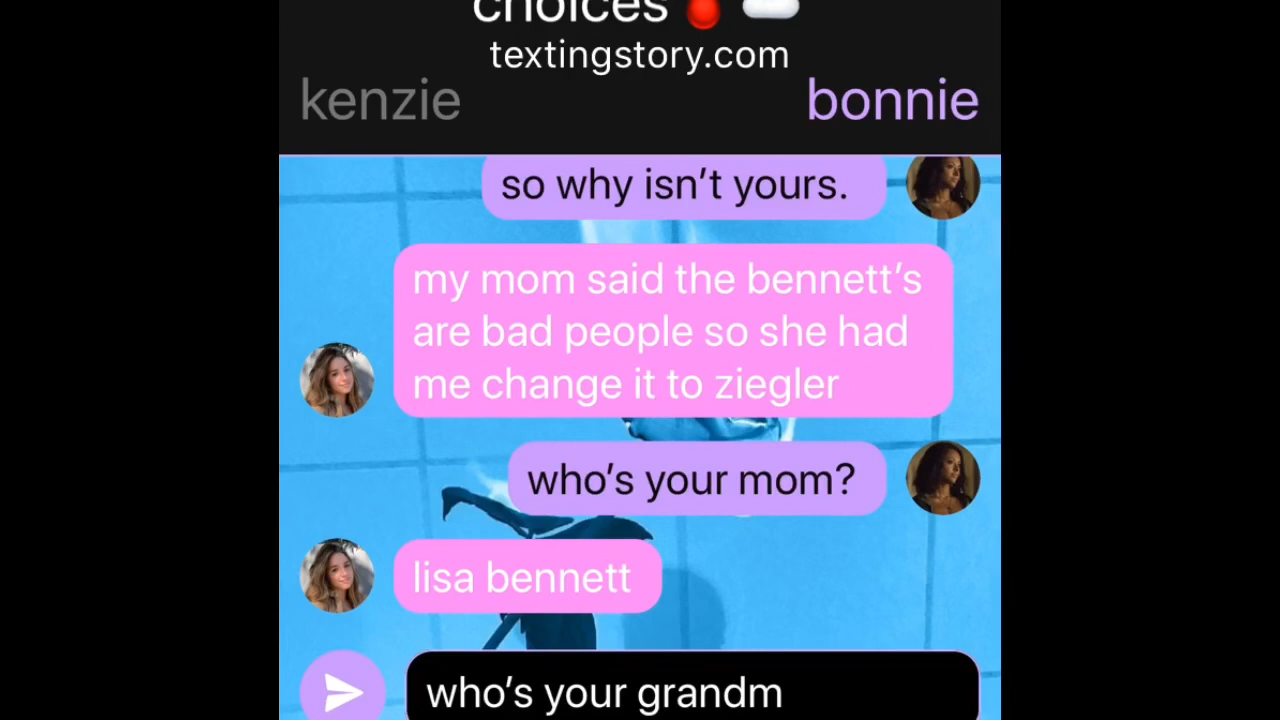 choices
textingstory.com
kenzie
bonnie
so why isn’t yours.
my mom said the bennett’s
are bad people so she had
me change it to ziegler
who’s your mom?
lisa bennett
who’s your grandm